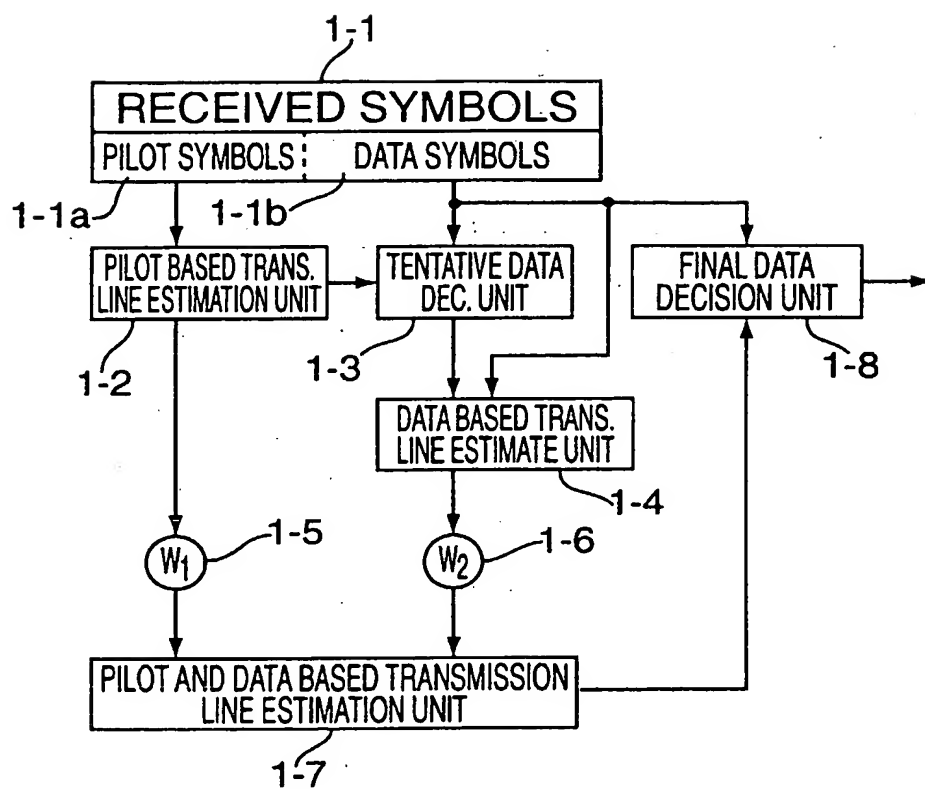 1-1
RECEIVED SYMBOLS
PILOT SYMBOLS
DATA SYMBOLS
1-1a
1-1b
PILOT BASED TRANS.
LINE ESTIMATION UNIT
TENTATIVE DATA
DEC. UNIT
FINAL DATA
DECISION UNIT
1-2
1-3
1-8
DATA BASED TRANS.
LINE ESTIMATE UNIT
1-4
W1
1-5
W2
1-6
PILOT AND DATA BASED TRANSMISSION
LINE ESTIMATION UNIT
1-7